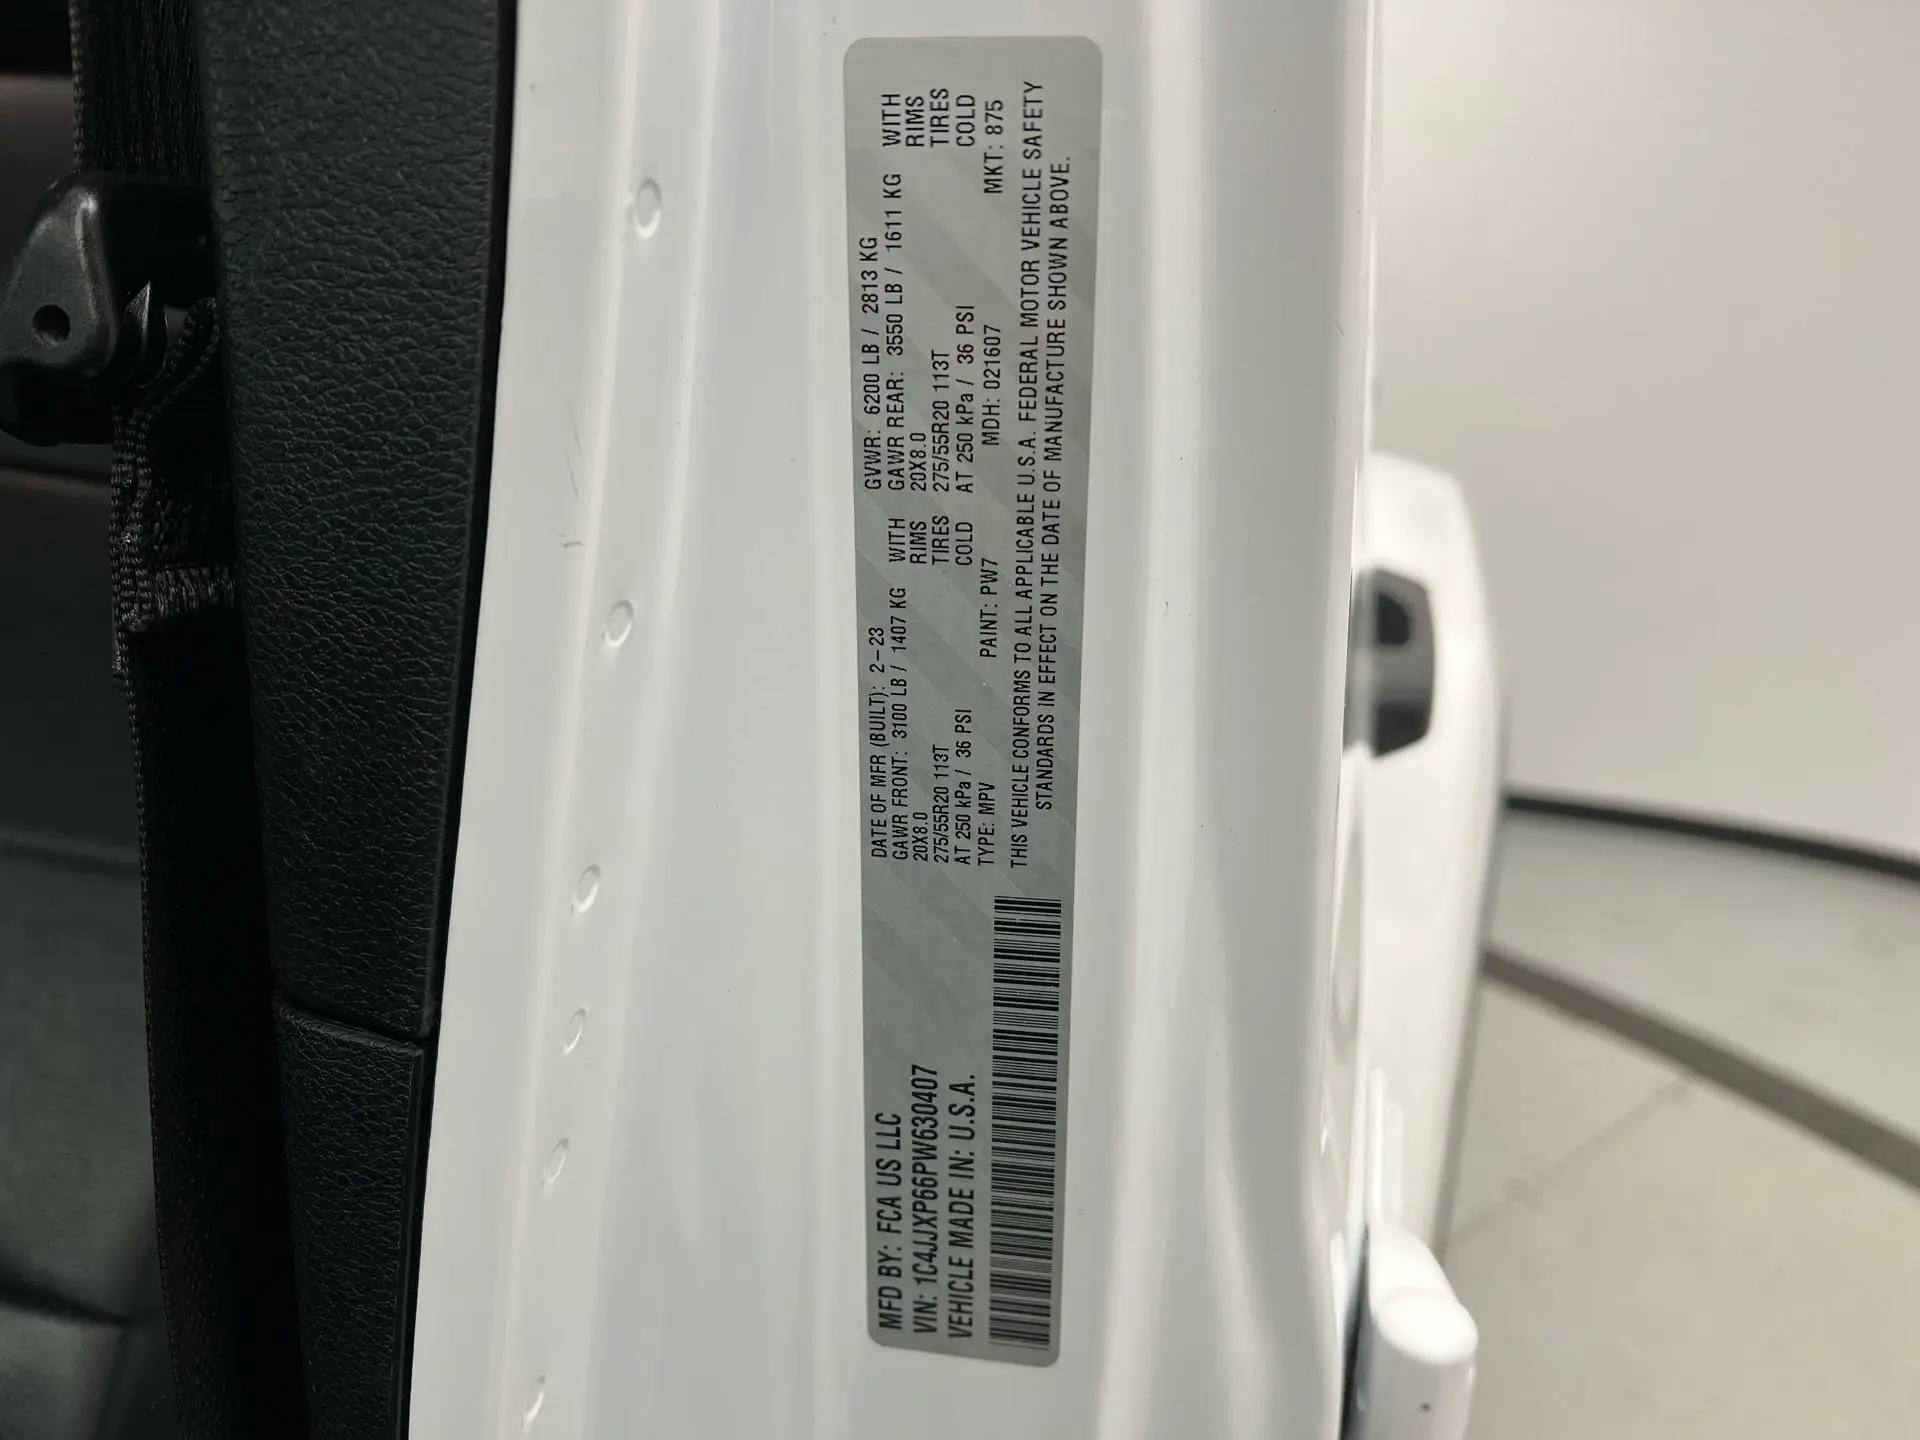 MFD BY: FCA US LLC
VIN: 1C4JJXP66PW630407
VEHICLE MADE IN: U.S.A.
DATE OF MFR (BUILT): 2-23 GVWR: 6200 LB / 2813 KG
GAWR FRONT: 3100 LB / 1407 KG WITH GAWR REAR: 3550 LB / 1611 KG WITH
20X8.0 RIMS 20X8.0 RIMS
275/55R20 113T TIRES 275/55R20 113T TIRES
AT 250 kPa / 36 PSI COLD AT 250 kPa / 36 PSI COLD
TYPE: MPV PAINT: PW7 MDH: 021607 MKT: 875
THIS VEHICLE CONFORMS TO ALL APPLICABLE U.S.A. FEDERAL MOTOR VEHICLE SAFETY
STANDARDS IN EFFECT ON THE DATE OF MANUFACTURE SHOWN ABOVE.